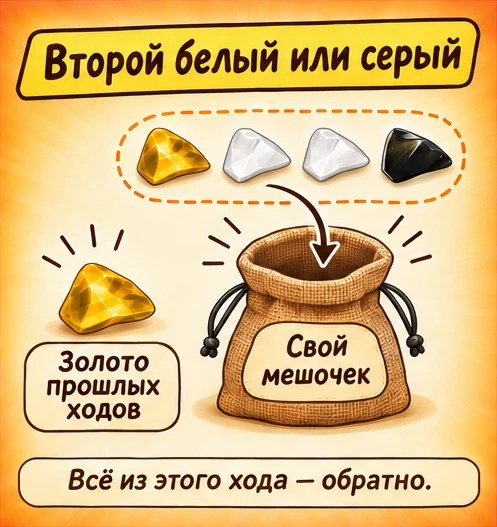 Второй белый или серый
Свой
мешочек
Золото
прошлых
ходов
Всё из этого хода — обратно.